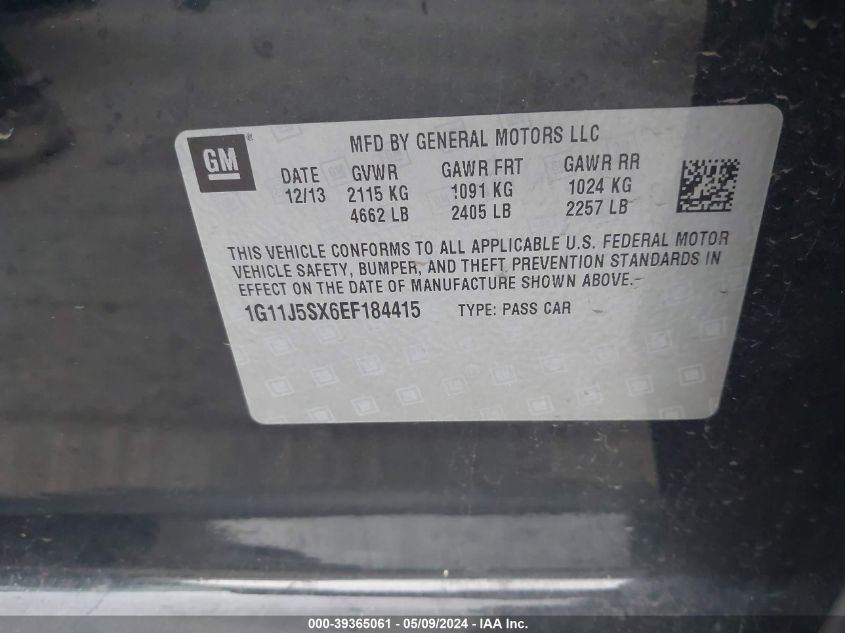 GM
MFD BY GENERAL MOTORS LLC
DATE GVWR GAWR FRT GAWR RR
12/13 2115 KG 1091 KG 1024 KG
4662 LB 2405 LB 2257 LB
THIS VEHICLE CONFORMS TO ALL APPLICABLE U.S. FEDERAL MOTOR
VEHICLE SAFETY, BUMPER, AND THEFT PREVENTION STANDARDS IN
EFFECT ON THE DATE OF MANUFACTURE SHOWN ABOVE.
1G11J5SX6EF184415 TYPE: PASS CAR
000-39365061 / 05/09/2024 / IAA Inc.